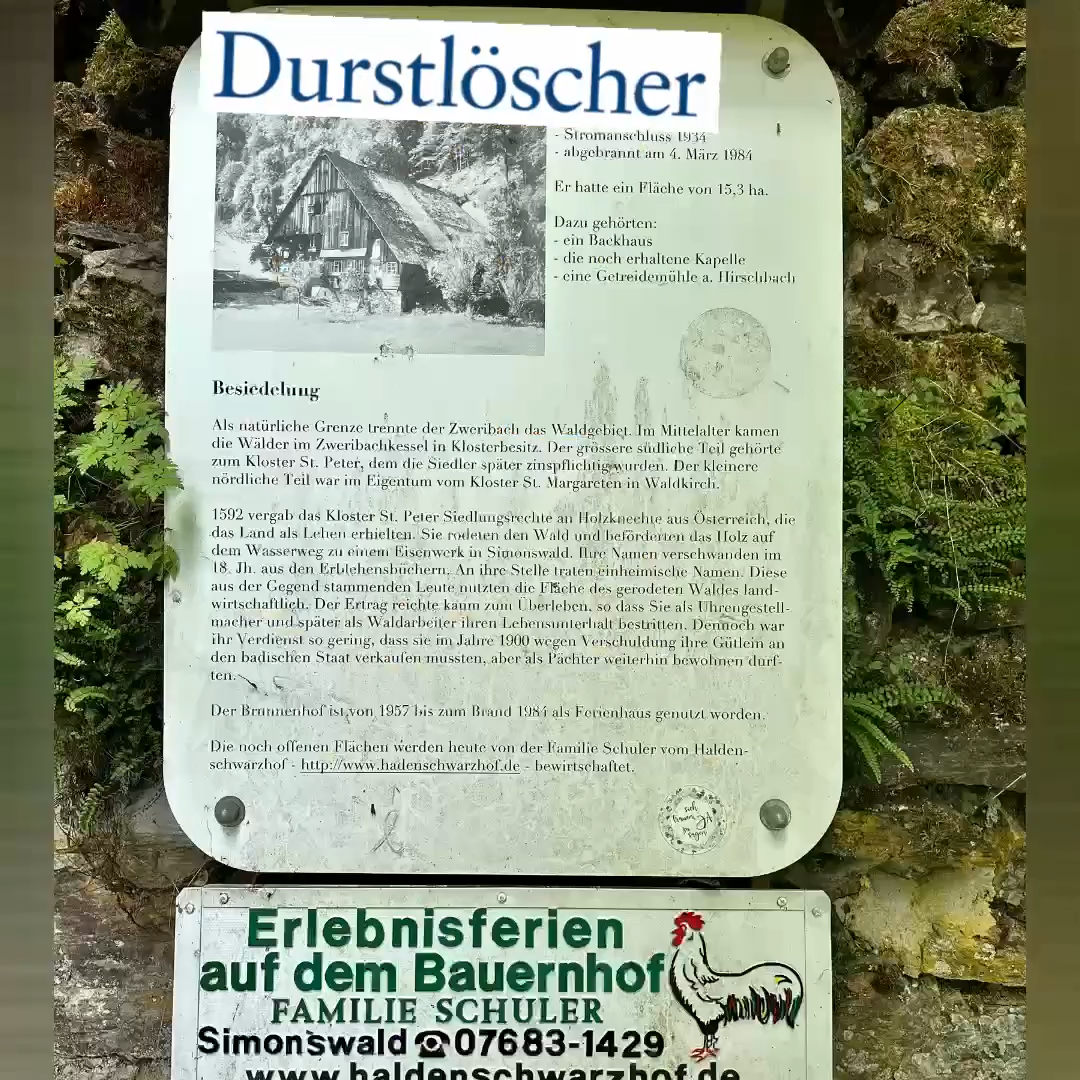 Durstlöscher
- Stromanschluss 1934
- abgebrannt am 4. März 1984
Er hatte ein Fläche von 15,3 ha.
Dazu gehörten:
- ein Backhaus
- die noch erhaltene Kapelle
- eine Getreidemühle a. Hirschbach
Besiedelung
Als natürliche Grenze trennte der Zweribach das Waldgebiet. Im Mittelalter kamen
die Wälder im Zweribachkessel in Klosterbesitz. Der grössere südliche Teil gehörte
zum Kloster St. Peter, dem die Siedler später zinspflichtig wurden. Der kleinere
nördliche Teil war im Eigentum vom Kloster St. Margareten in Waldkirch.
1592 vergab das Kloster St. Peter Siedlungsrechte an Holzknechte aus Österreich, die
das Land als Lehen erhielten. Sie rodeten den Wald und beförderten das Holz auf
dem Wasserweg zu einem Eisenwerk in Simonswald. Ihre Namen verschwanden im
18. Jh. aus den Erblehensbüchern. An ihre Stelle traten einheimische Namen. Diese
aus der Gegend stammenden Leute nutzten die Fläche des gerodeten Waldes land-
wirtschaftlich. Der Ertrag reichte kaum zum Überleben, so dass Sie als Uhrengestell-
macher und später als Waldarbeiter ihren Lebensunterhalt bestritten. Dennoch war
ihr Verdienst so gering, dass sie im Jahre 1900 wegen Verschuldung ihre Gütlein an
den badischen Staat verkaufen mussten, aber als Pächter weiterhin bewohnen durf-
ten.
Der Brunnenhof ist von 1957 bis zum Brand 1984 als Ferienhaus genutzt worden.
Die noch offenen Flächen werden heute von der Familie Schuler vom Halden-
schwarzhof - http://www.hadenschwarzhof.de - bewirtschaftet.
Erlebnisferien
auf dem Bauernhof
FAMILIE SCHULER
Simonswald ☎ 07683-1429
www.haldenschwarzhof.de